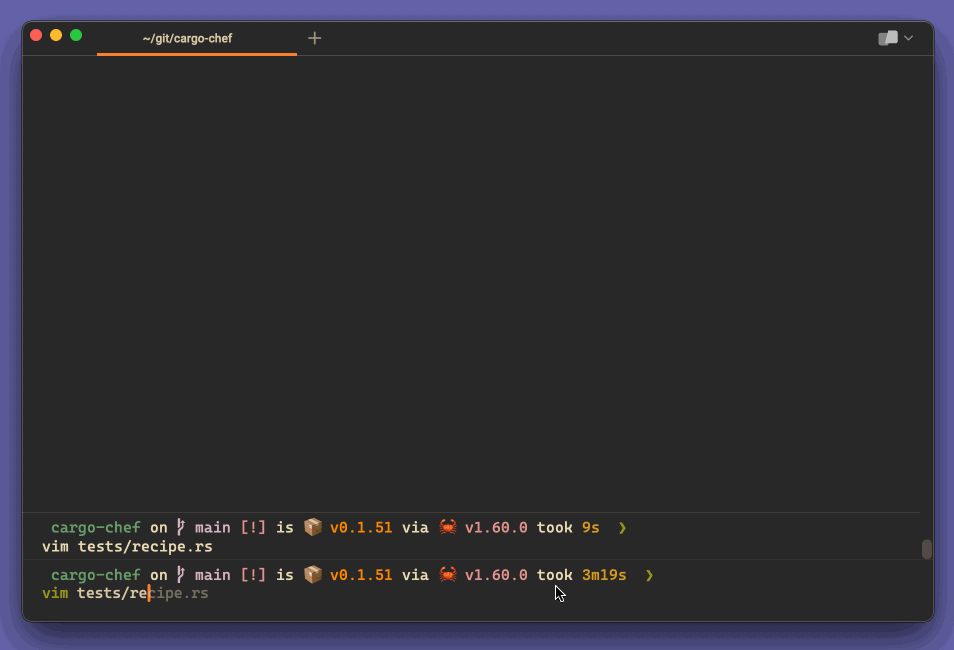 ~/git/cargo-chef
cargo-chef on main [!] is 📦 v0.1.51 via 🦀 v1.60.0 took 9s ❯
vim tests/recipe.rs
cargo-chef on main [!] is 📦 v0.1.51 via 🦀 v1.60.0 took 3m19s ❯
vim tests/recipe.rs